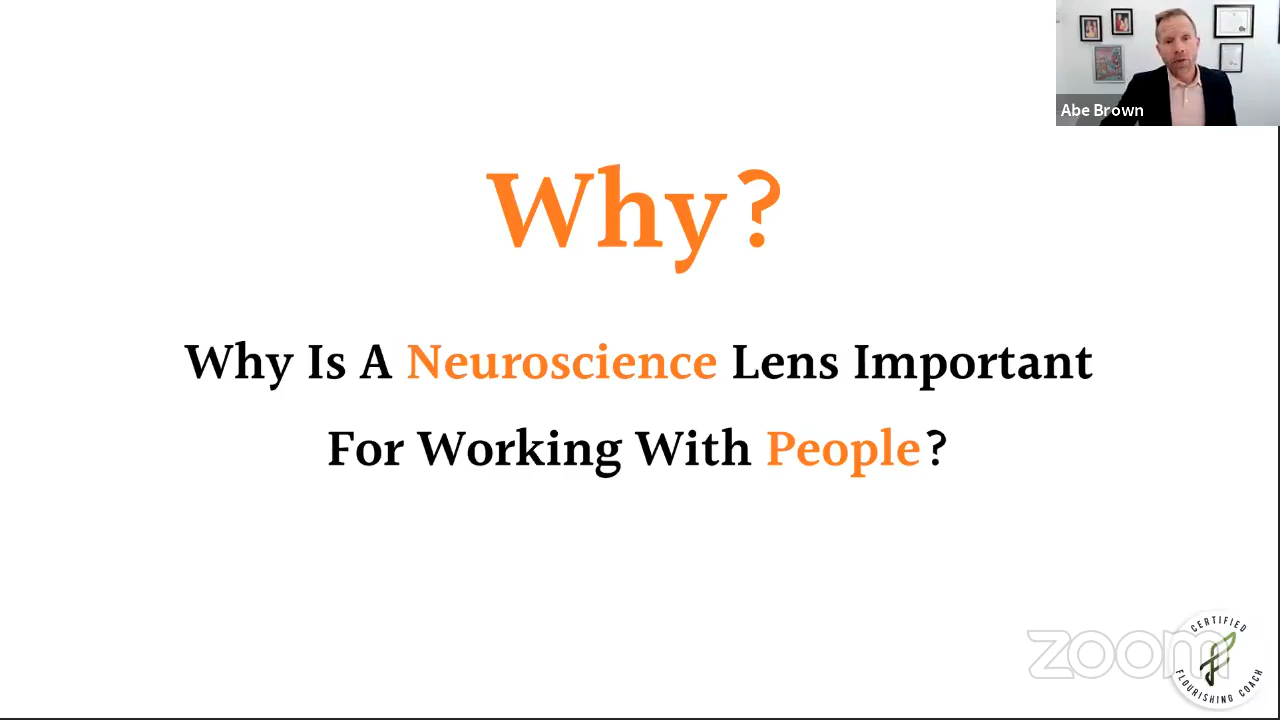 Abe Brown
Why?
Why Is A Neuroscience Lens Important
For Working With People?
zoom
CERTIFIED
FLOURISHING COACH